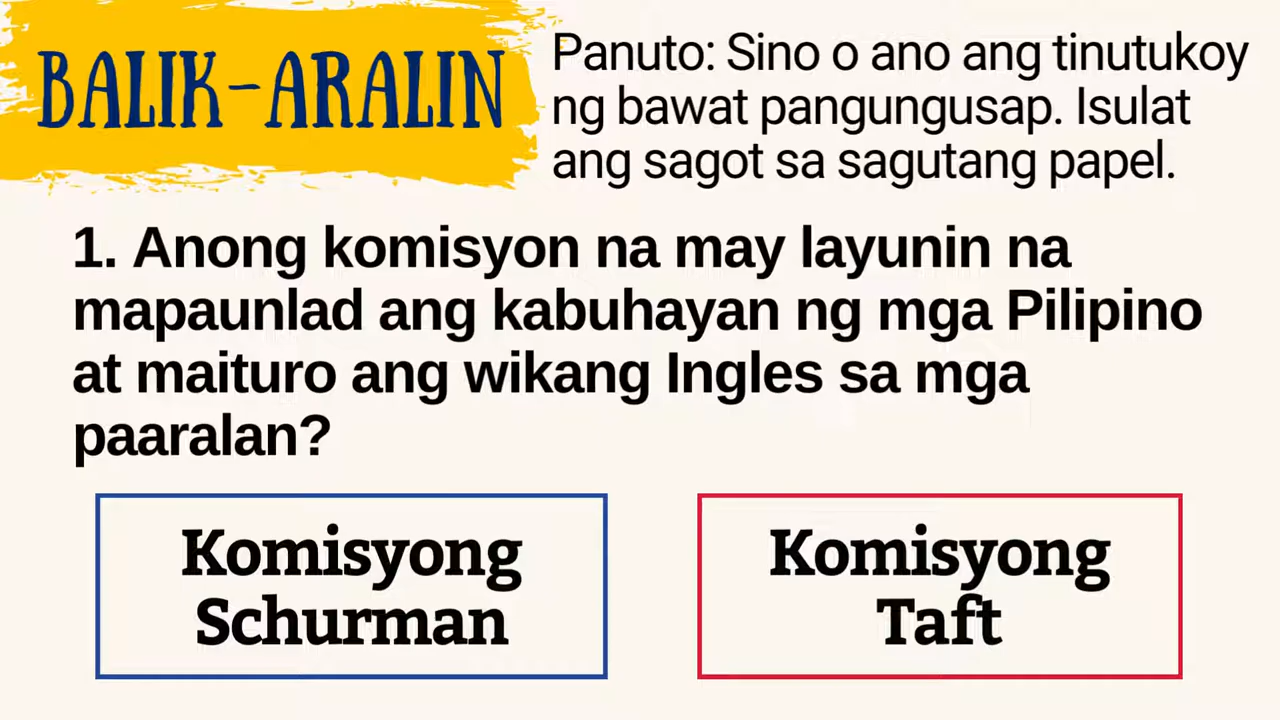 BALIK-ARALIN
Panuto: Sino o ano ang tinutukoy
ng bawat pangungusap. Isulat
ang sagot sa sagutang papel.
1. Anong komisyon na may layunin na
mapaunlad ang kabuhayan ng mga Pilipino
at maituro ang wikang Ingles sa mga
paaralan?
Komisyong
Schurman
Komisyong
Taft